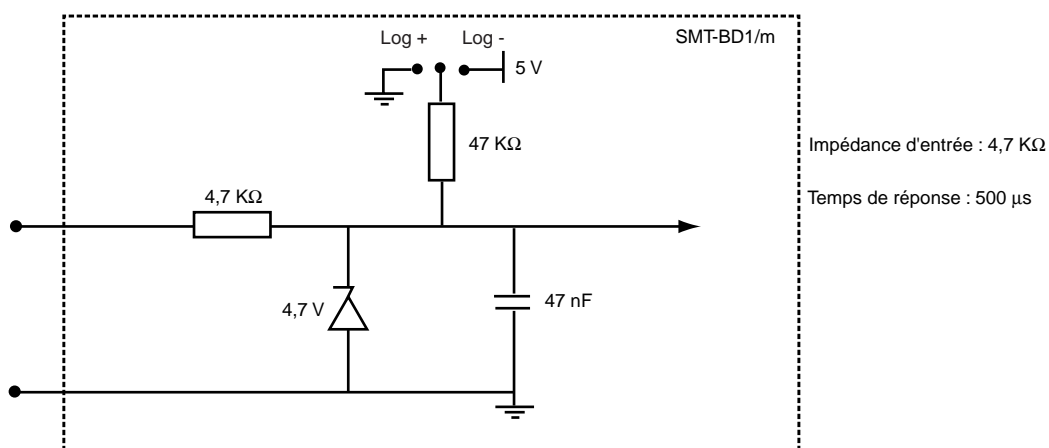 Log + Log - SMT-BD1/m
5 V
47 KΩ
Impédance d'entrée : 4,7 KΩ
4,7 KΩ
Temps de réponse : 500 μs
4,7 V
47 nF